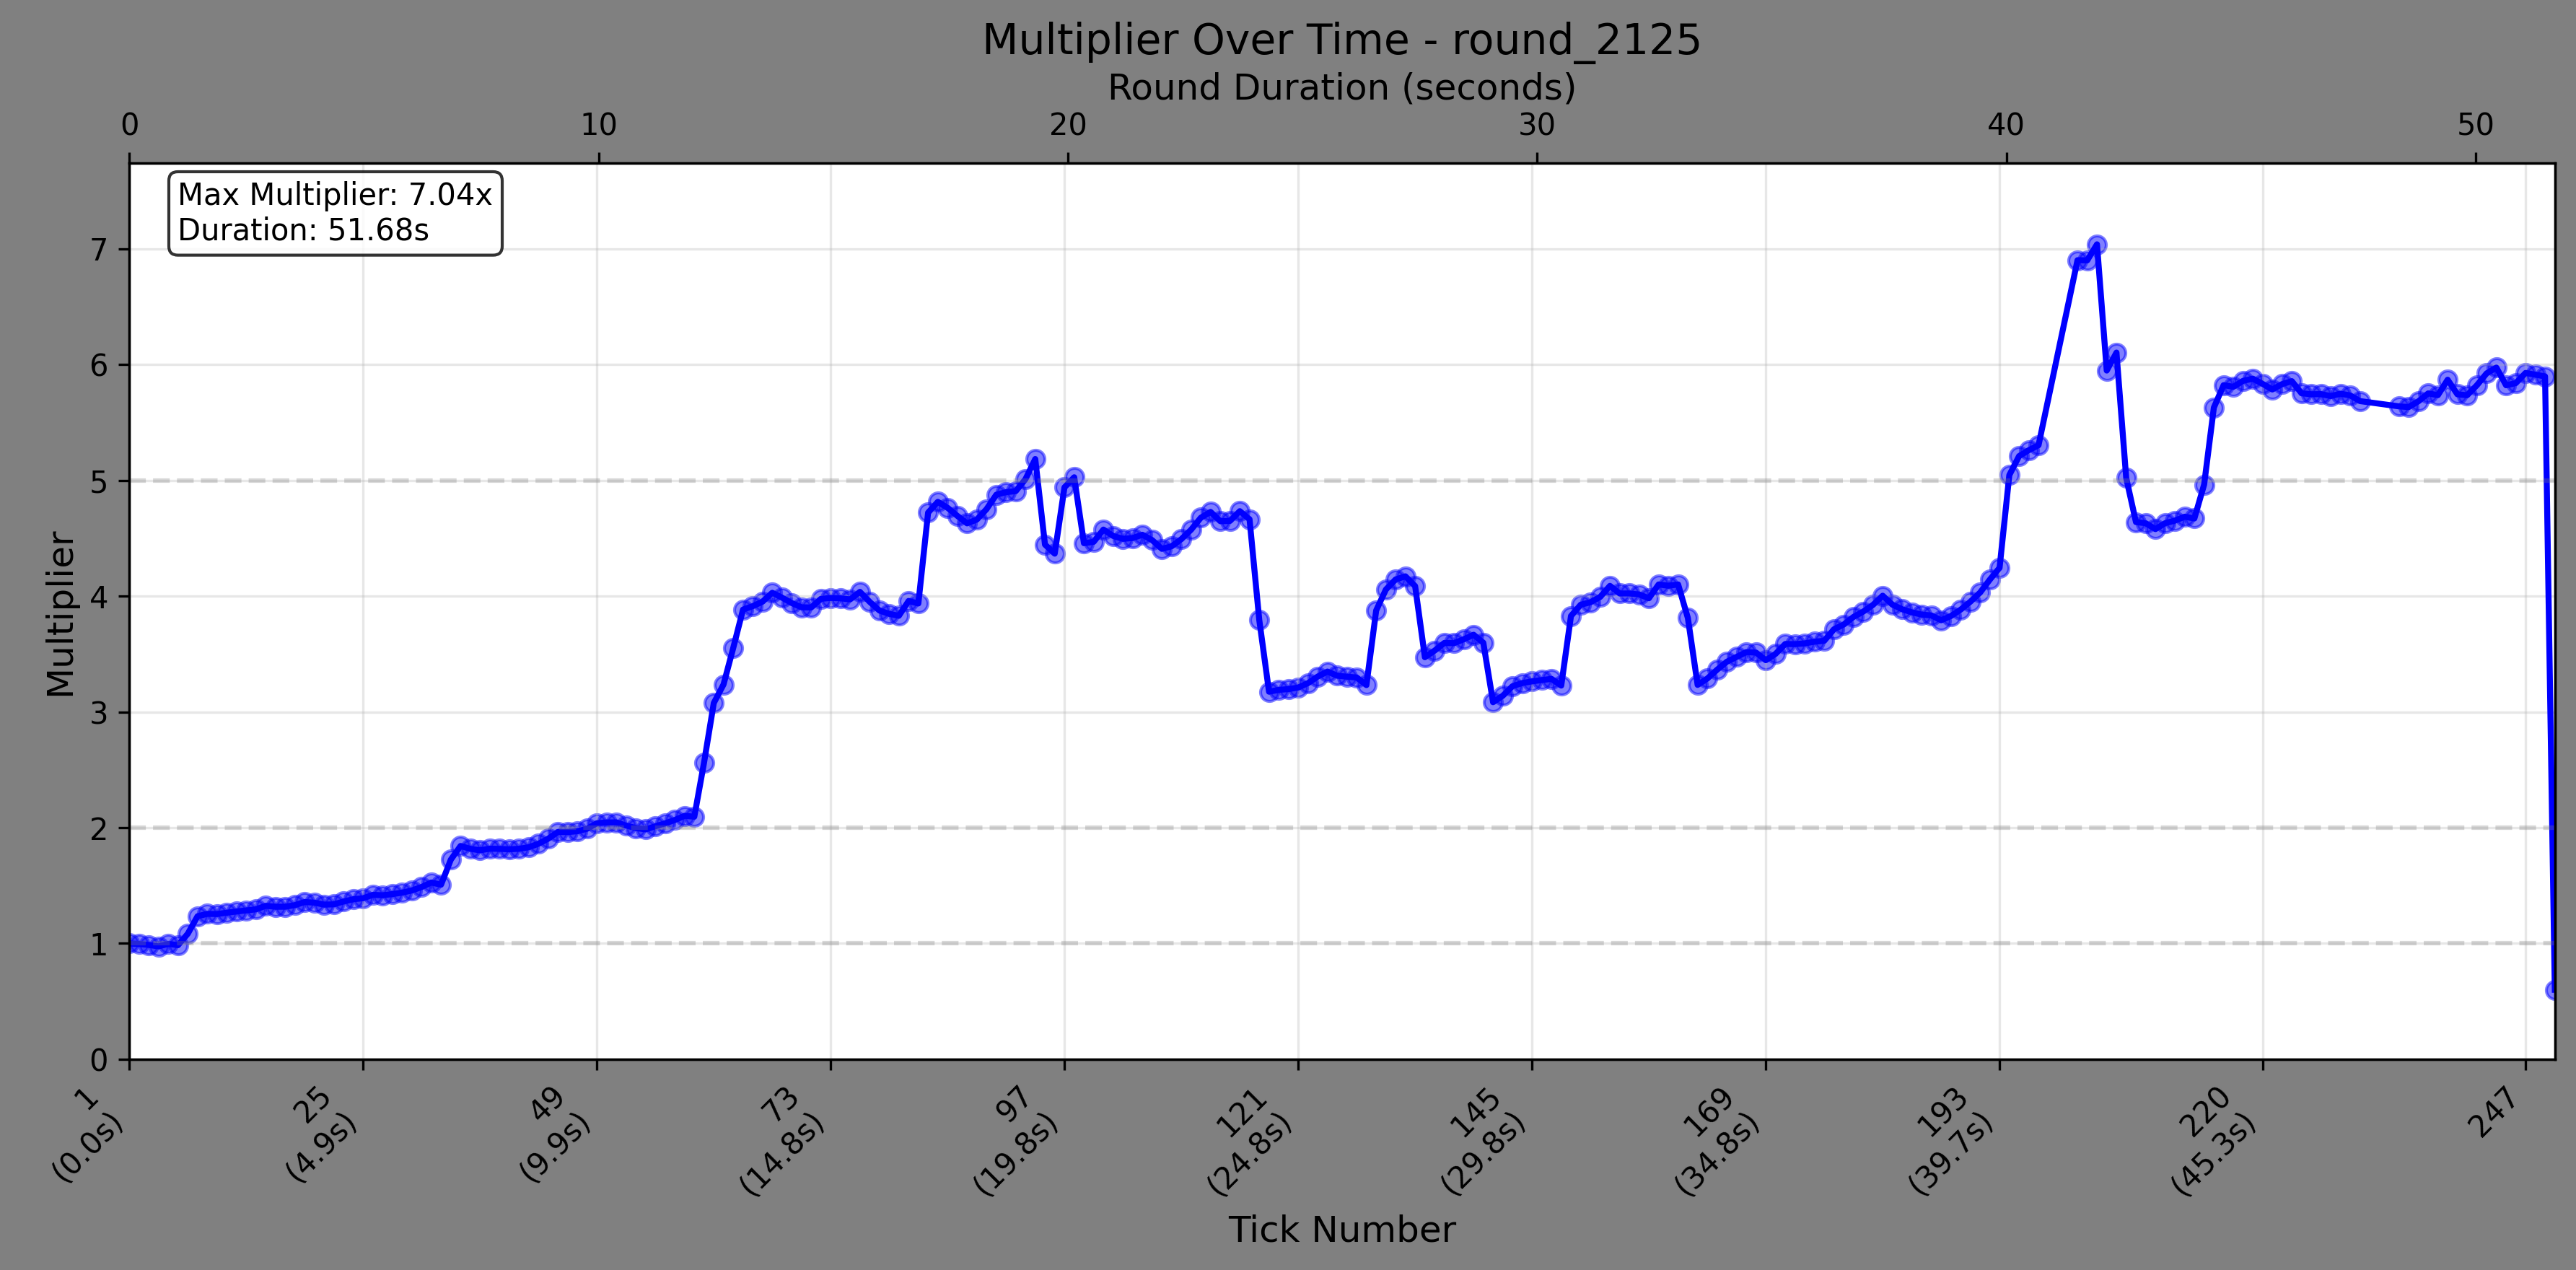 Multiplier Over Time - round_2125
Round Duration (seconds)
0 10 20 30 40 50
Max Multiplier: 7.04x
Duration: 51.68s
Multiplier
7
6
5
4
3
2
1
0
1
(0.0s)
25
(4.9s)
49
(9.9s)
73
(14.8s)
97
(19.8s)
121
(24.8s)
145
(29.8s)
169
(34.8s)
193
(39.7s)
220
(45.3s)
247
Tick Number